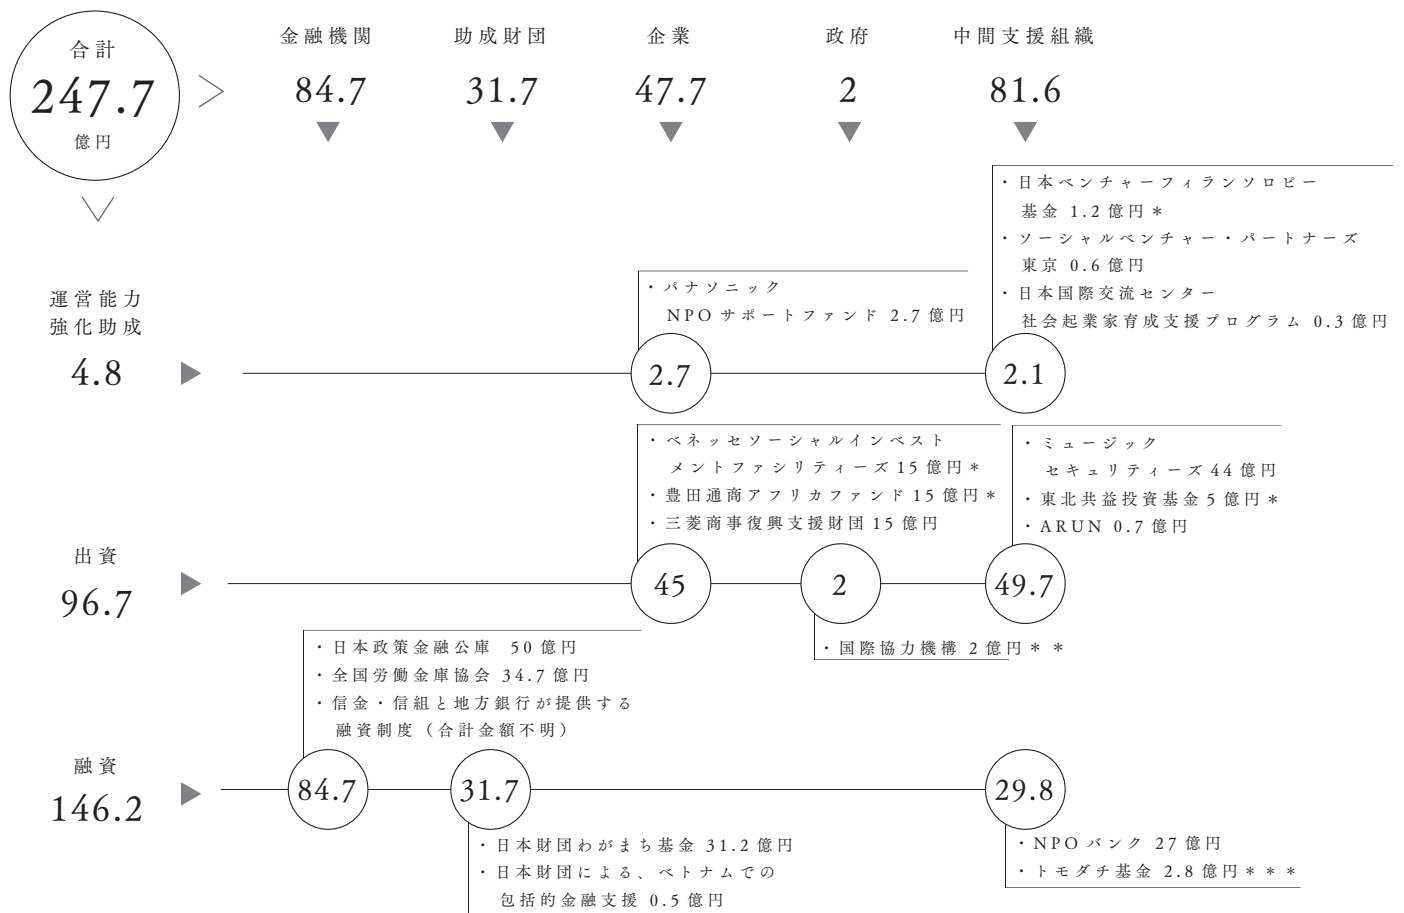 合計
247.7
億円
金融機関
84.7
助成財団
31.7
企業
47.7
政府
2
中間支援組織
81.6
運営能力
強化助成
4.8
・パナソニック
NPO サポートファンド 2.7 億円
2.7
・日本ベンチャーフィランソロピー
基金 1.2 億円*
・ソーシャルベンチャー・パートナーズ
東京 0.6 億円
・日本国際交流センター
社会起業家育成支援プログラム 0.3 億円
2.1
出資
96.7
・ベネッセソーシャルインベスト
メントファシリティーズ 15 億円*
・豊田通商アフリカファンド 15 億円*
・三菱商事復興支援財団 15 億円
45
2
・国際協力機構 2 億円**
・ミュージック
セキュリティーズ 44 億円
・東北共益投資基金 5 億円*
・ARUN 0.7 億円
49.7
融資
146.2
・日本政策金融公庫 50 億円
・全国労働金庫協会 34.7 億円
・信金・信組と地方銀行が提供する
融資制度(合計金額不明)
84.7
31.7
・日本財団わがまち基金 31.2 億円
・日本財団による、ベトナムでの
包括的金融支援 0.5 億円
29.8
・NPO バンク 27 億円
・トモダチ基金 2.8 億円***